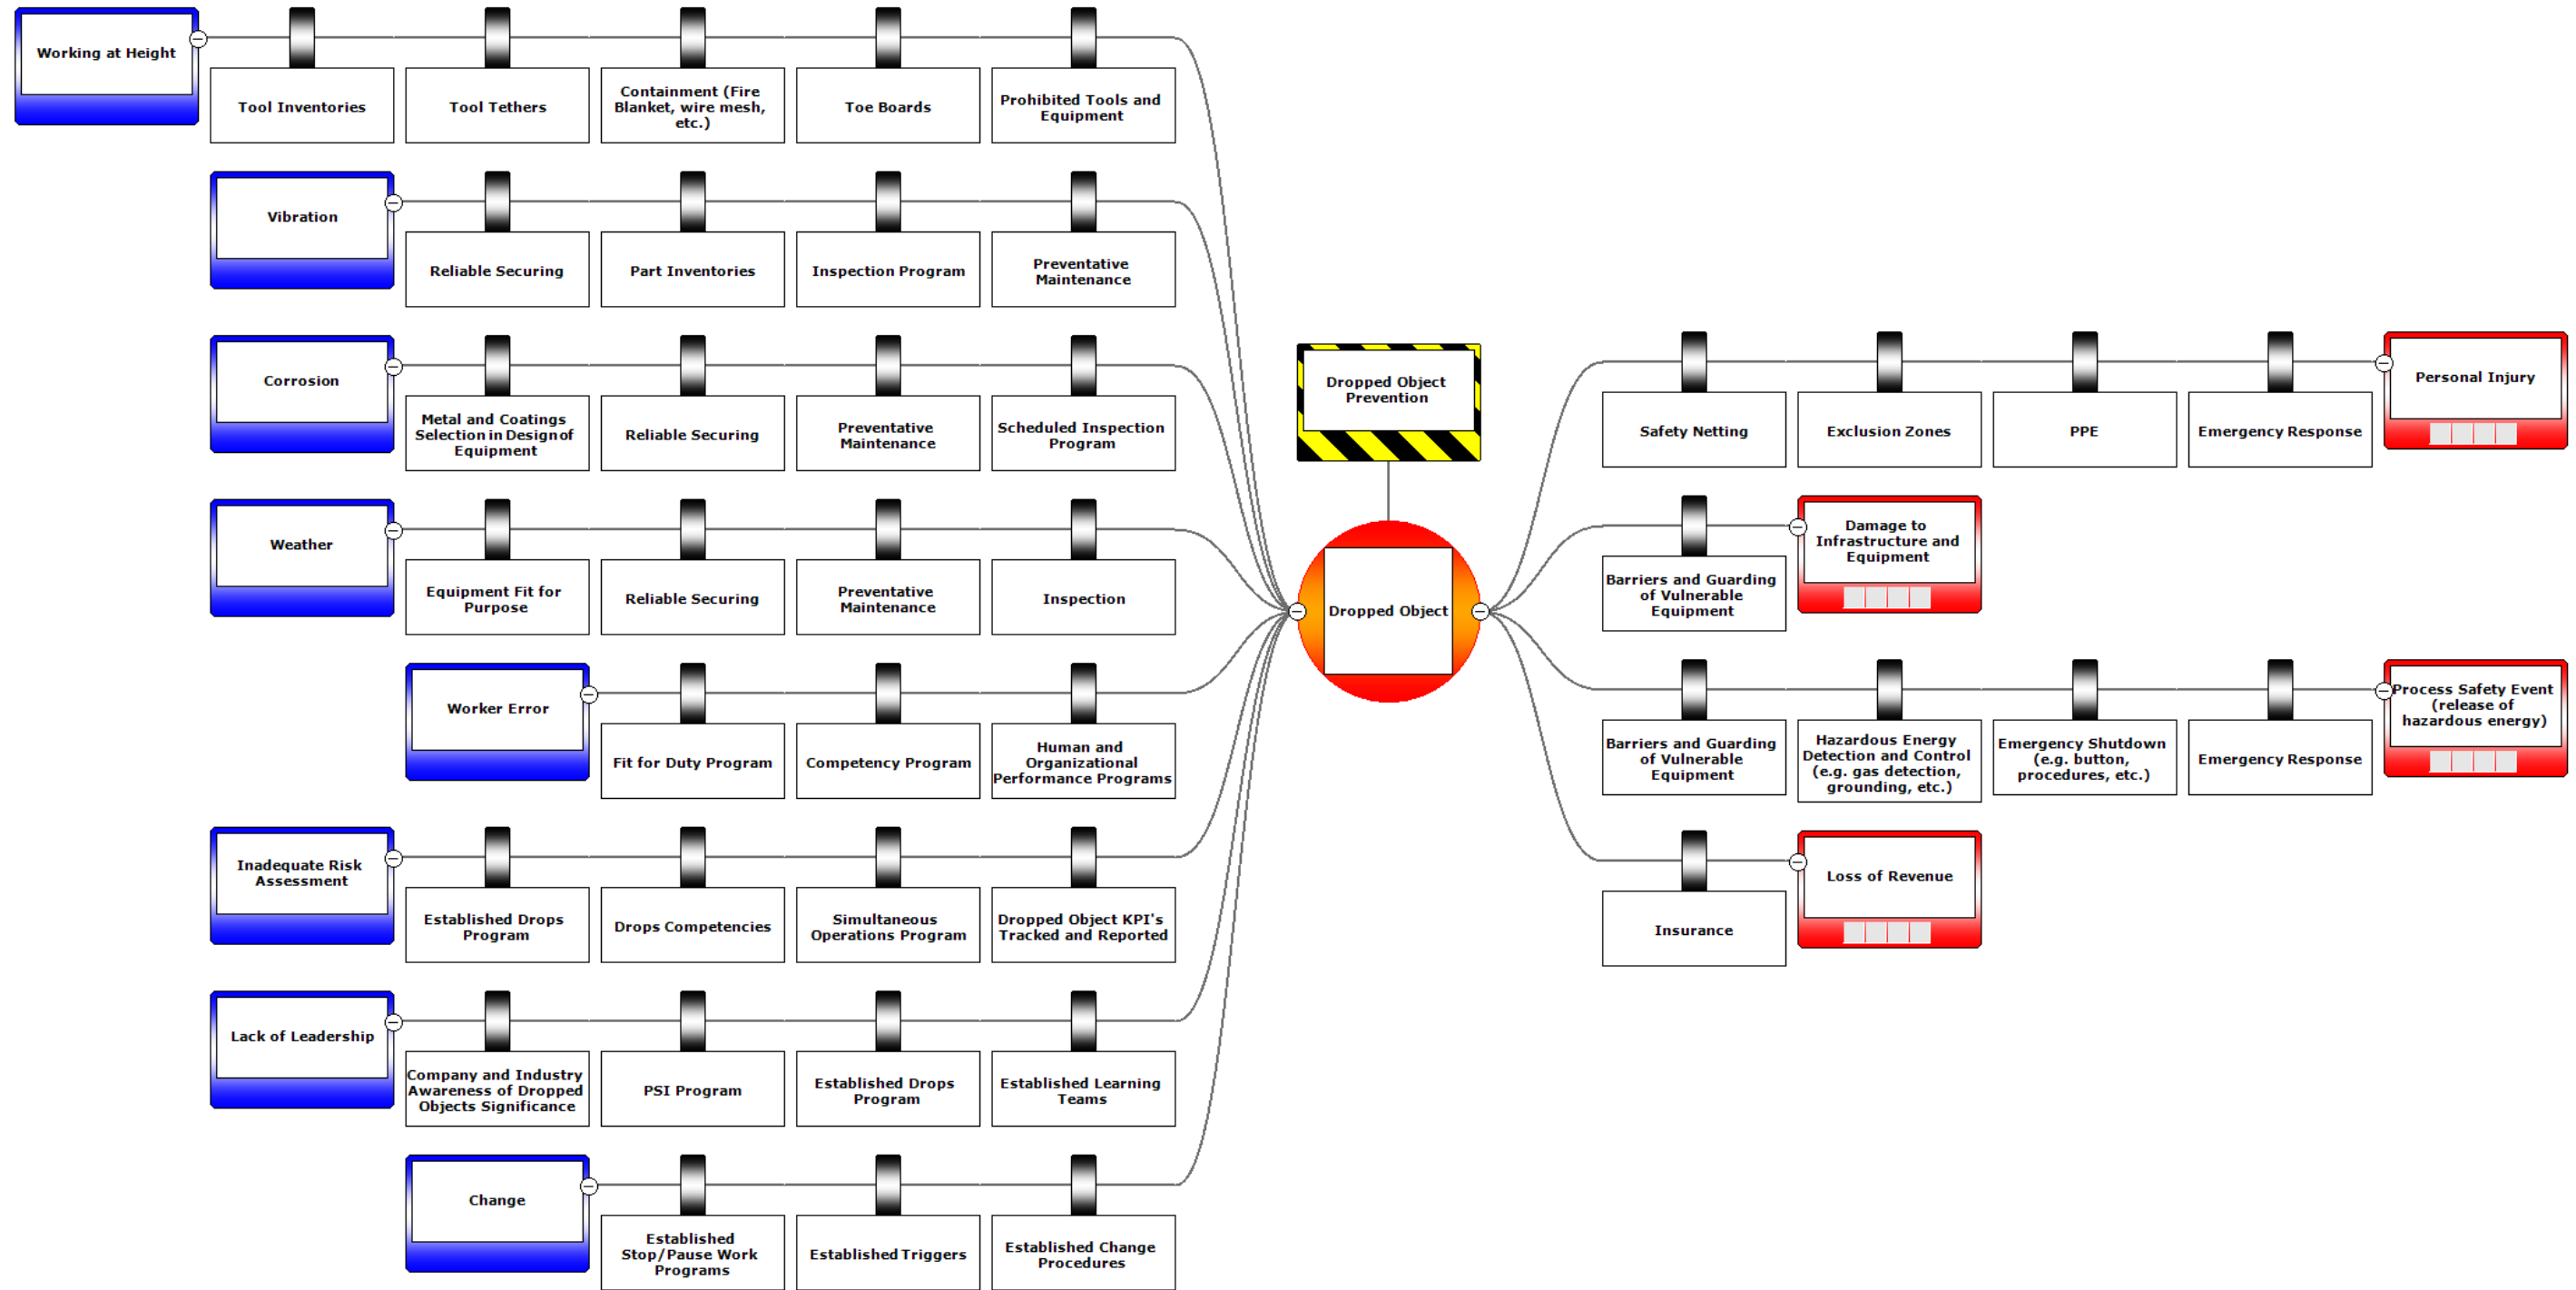 Working at Height
Tool Inventories
Tool Tethers
Containment (Fire
Blanket, wire mesh,
etc.)
Toe Boards
Prohibited Tools and
Equipment
Vibration
Reliable Securing
Part Inventories
Inspection Program
Preventative
Maintenance
Corrosion
Metal and Coatings
Selection in Design of
Equipment
Reliable Securing
Preventative
Maintenance
Scheduled Inspection
Program
Weather
Equipment Fit for
Purpose
Reliable Securing
Preventative
Maintenance
Inspection
Worker Error
Fit for Duty Program
Competency Program
Human and
Organizational
Performance Programs
Inadequate Risk
Assessment
Established Drops
Program
Drops Competencies
Simultaneous
Operations Program
Dropped Object KPI's
Tracked and Reported
Lack of Leadership
Company and Industry
Awareness of Dropped
Objects Significance
PSI Program
Established Drops
Program
Established Learning
Teams
Change
Established
Stop/Pause Work
Programs
Established Triggers
Established Change
Procedures
Dropped Object
Prevention
Dropped Object
Safety Netting
Exclusion Zones
PPE
Emergency Response
Personal Injury
Barriers and Guarding
of Vulnerable
Equipment
Damage to
Infrastructure and
Equipment
Barriers and Guarding
of Vulnerable
Equipment
Hazardous Energy
Detection and Control
(e.g. gas detection,
grounding, etc.)
Emergency Shutdown
(e.g. button,
procedures, etc.)
Emergency Response
Process Safety Event
(release of
hazardous energy)
Insurance
Loss of Revenue